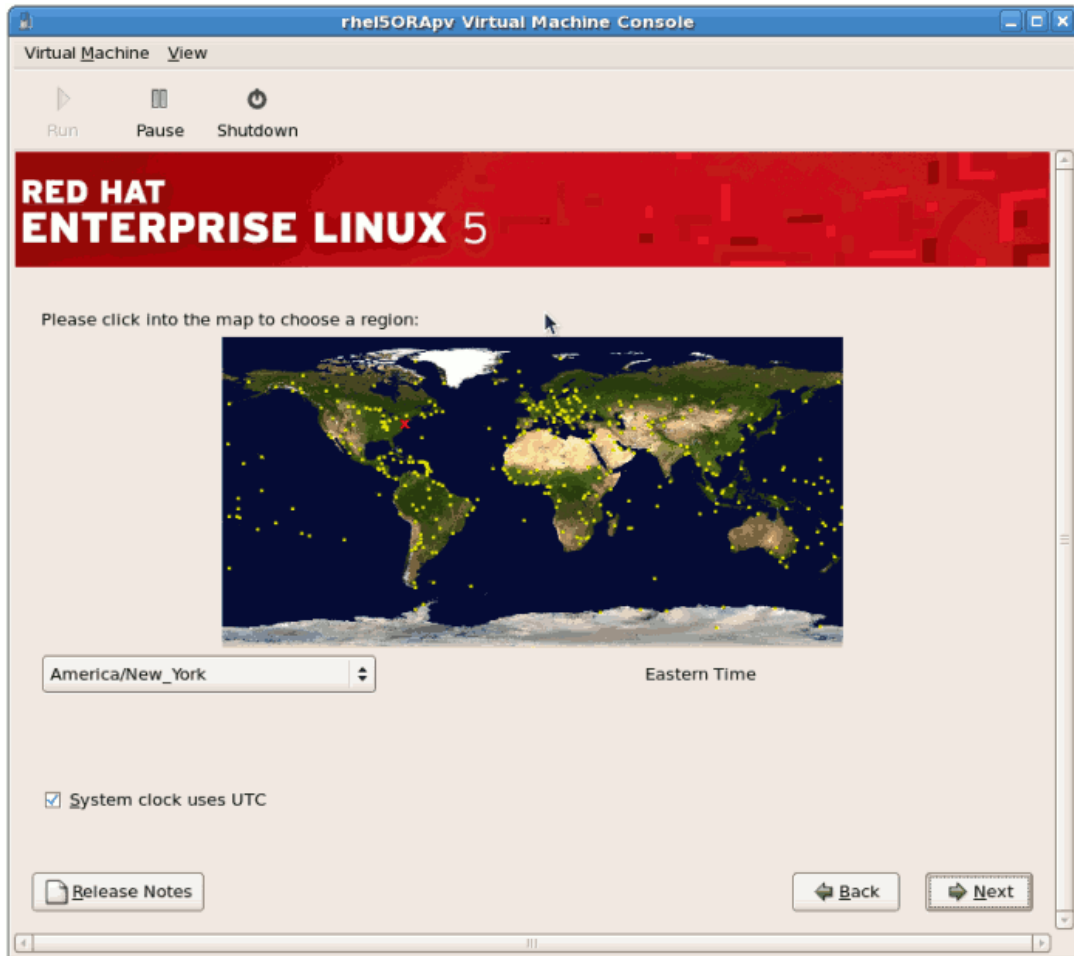 rhel5ORApv Virtual Machine Console
Virtual Machine View
Run Pause Shutdown
RED HAT
ENTERPRISE LINUX 5
Please click into the map to choose a region:
America/New_York Eastern Time
System clock uses UTC
Release Notes Back Next